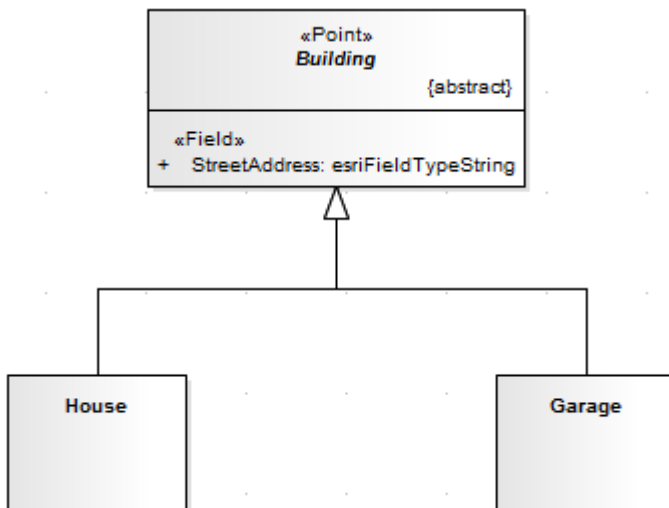 «Point»
Building
{abstract}
«Field»
+ StreetAddress: esriFieldTypeString
House
Garage